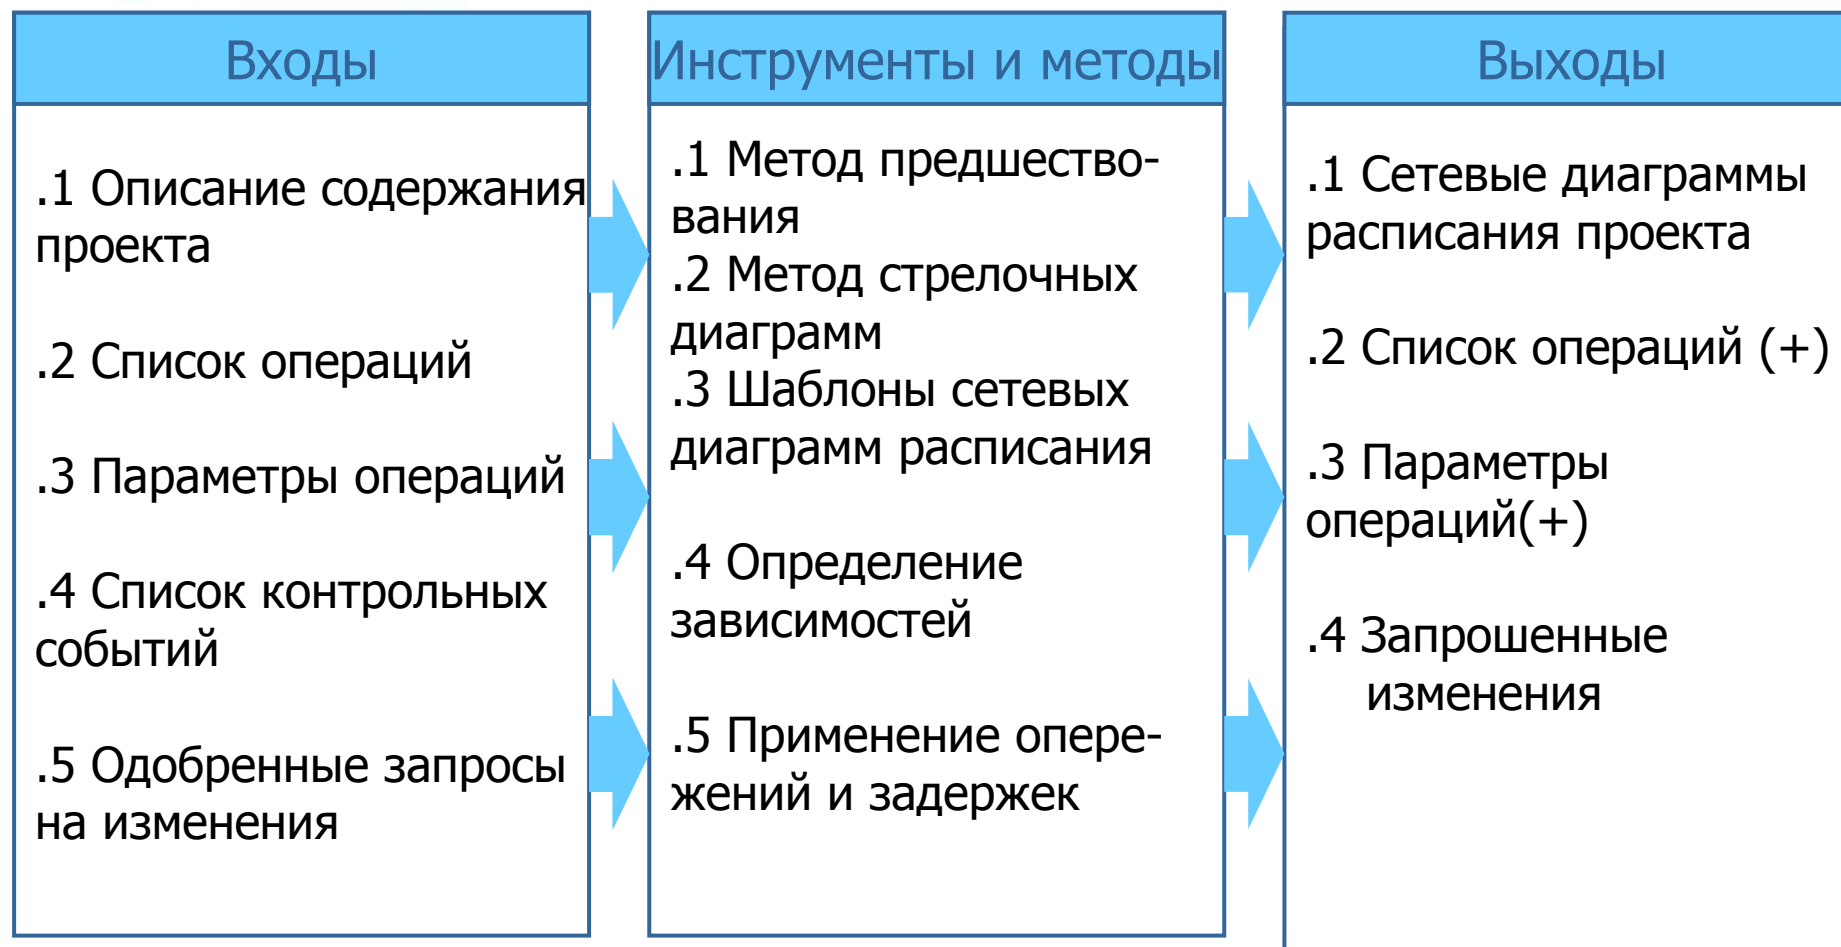 Входы
.1 Описание содержания
проекта
.2 Список операций
.3 Параметры операций
.4 Список контрольных
событий
.5 Одобренные запросы
на изменения
Инструменты и методы
.1 Метод предшество-
вания
.2 Метод стрелочных
диаграмм
.3 Шаблоны сетевых
диаграмм расписания
.4 Определение
зависимостей
.5 Применение опере-
жений и задержек
Выходы
.1 Сетевые диаграммы
расписания проекта
.2 Список операций (+)
.3 Параметры
операций(+)
.4 Запрошенные
изменения